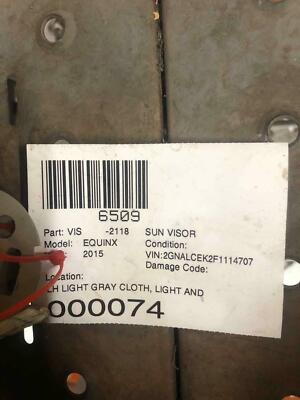 6509
Part: VIS -2118 SUN VISOR
Model: EQUINX Condition:
2015 VIN:2GNALCEK2F1114707
Damage Code:
Location:
LH LIGHT GRAY CLOTH, LIGHT AND
000074